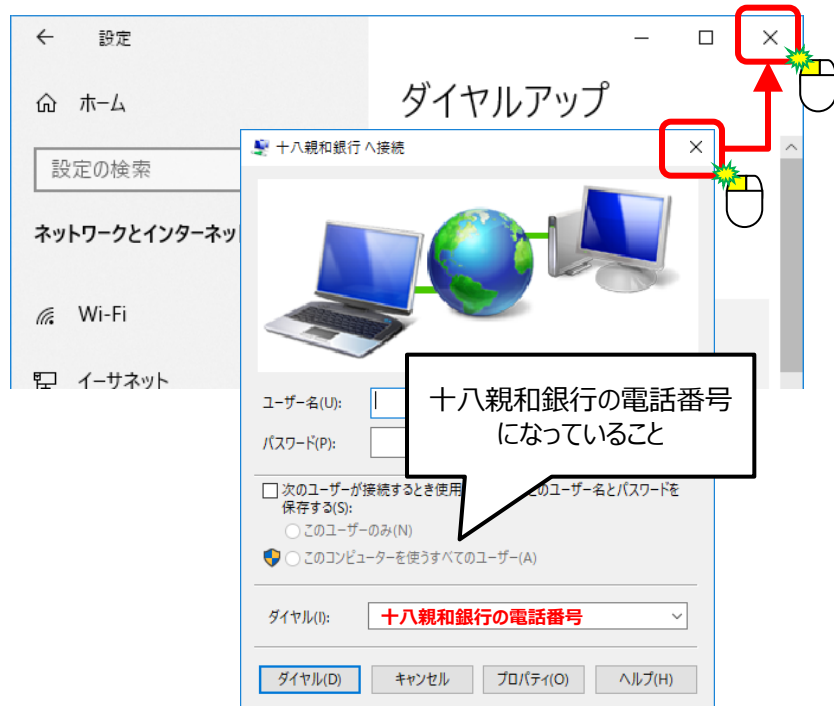 設定
ホーム
ダイヤルアップ
十八親和銀行 へ接続
設定の検索
ネットワークとインターネッ
Wi-Fi
イーサネット
十八親和銀行の電話番号
になっていること
ユーザー名(U):
パスワード(P):
次のユーザーが接続するとき使用 このユーザー名とパスワードを
保存する(S):
このユーザーのみ(N)
このコンピューターを使うすべてのユーザー(A)
ダイヤル(I): 十八親和銀行の電話番号
ダイヤル(D) キャンセル プロパティ(O) ヘルプ(H)